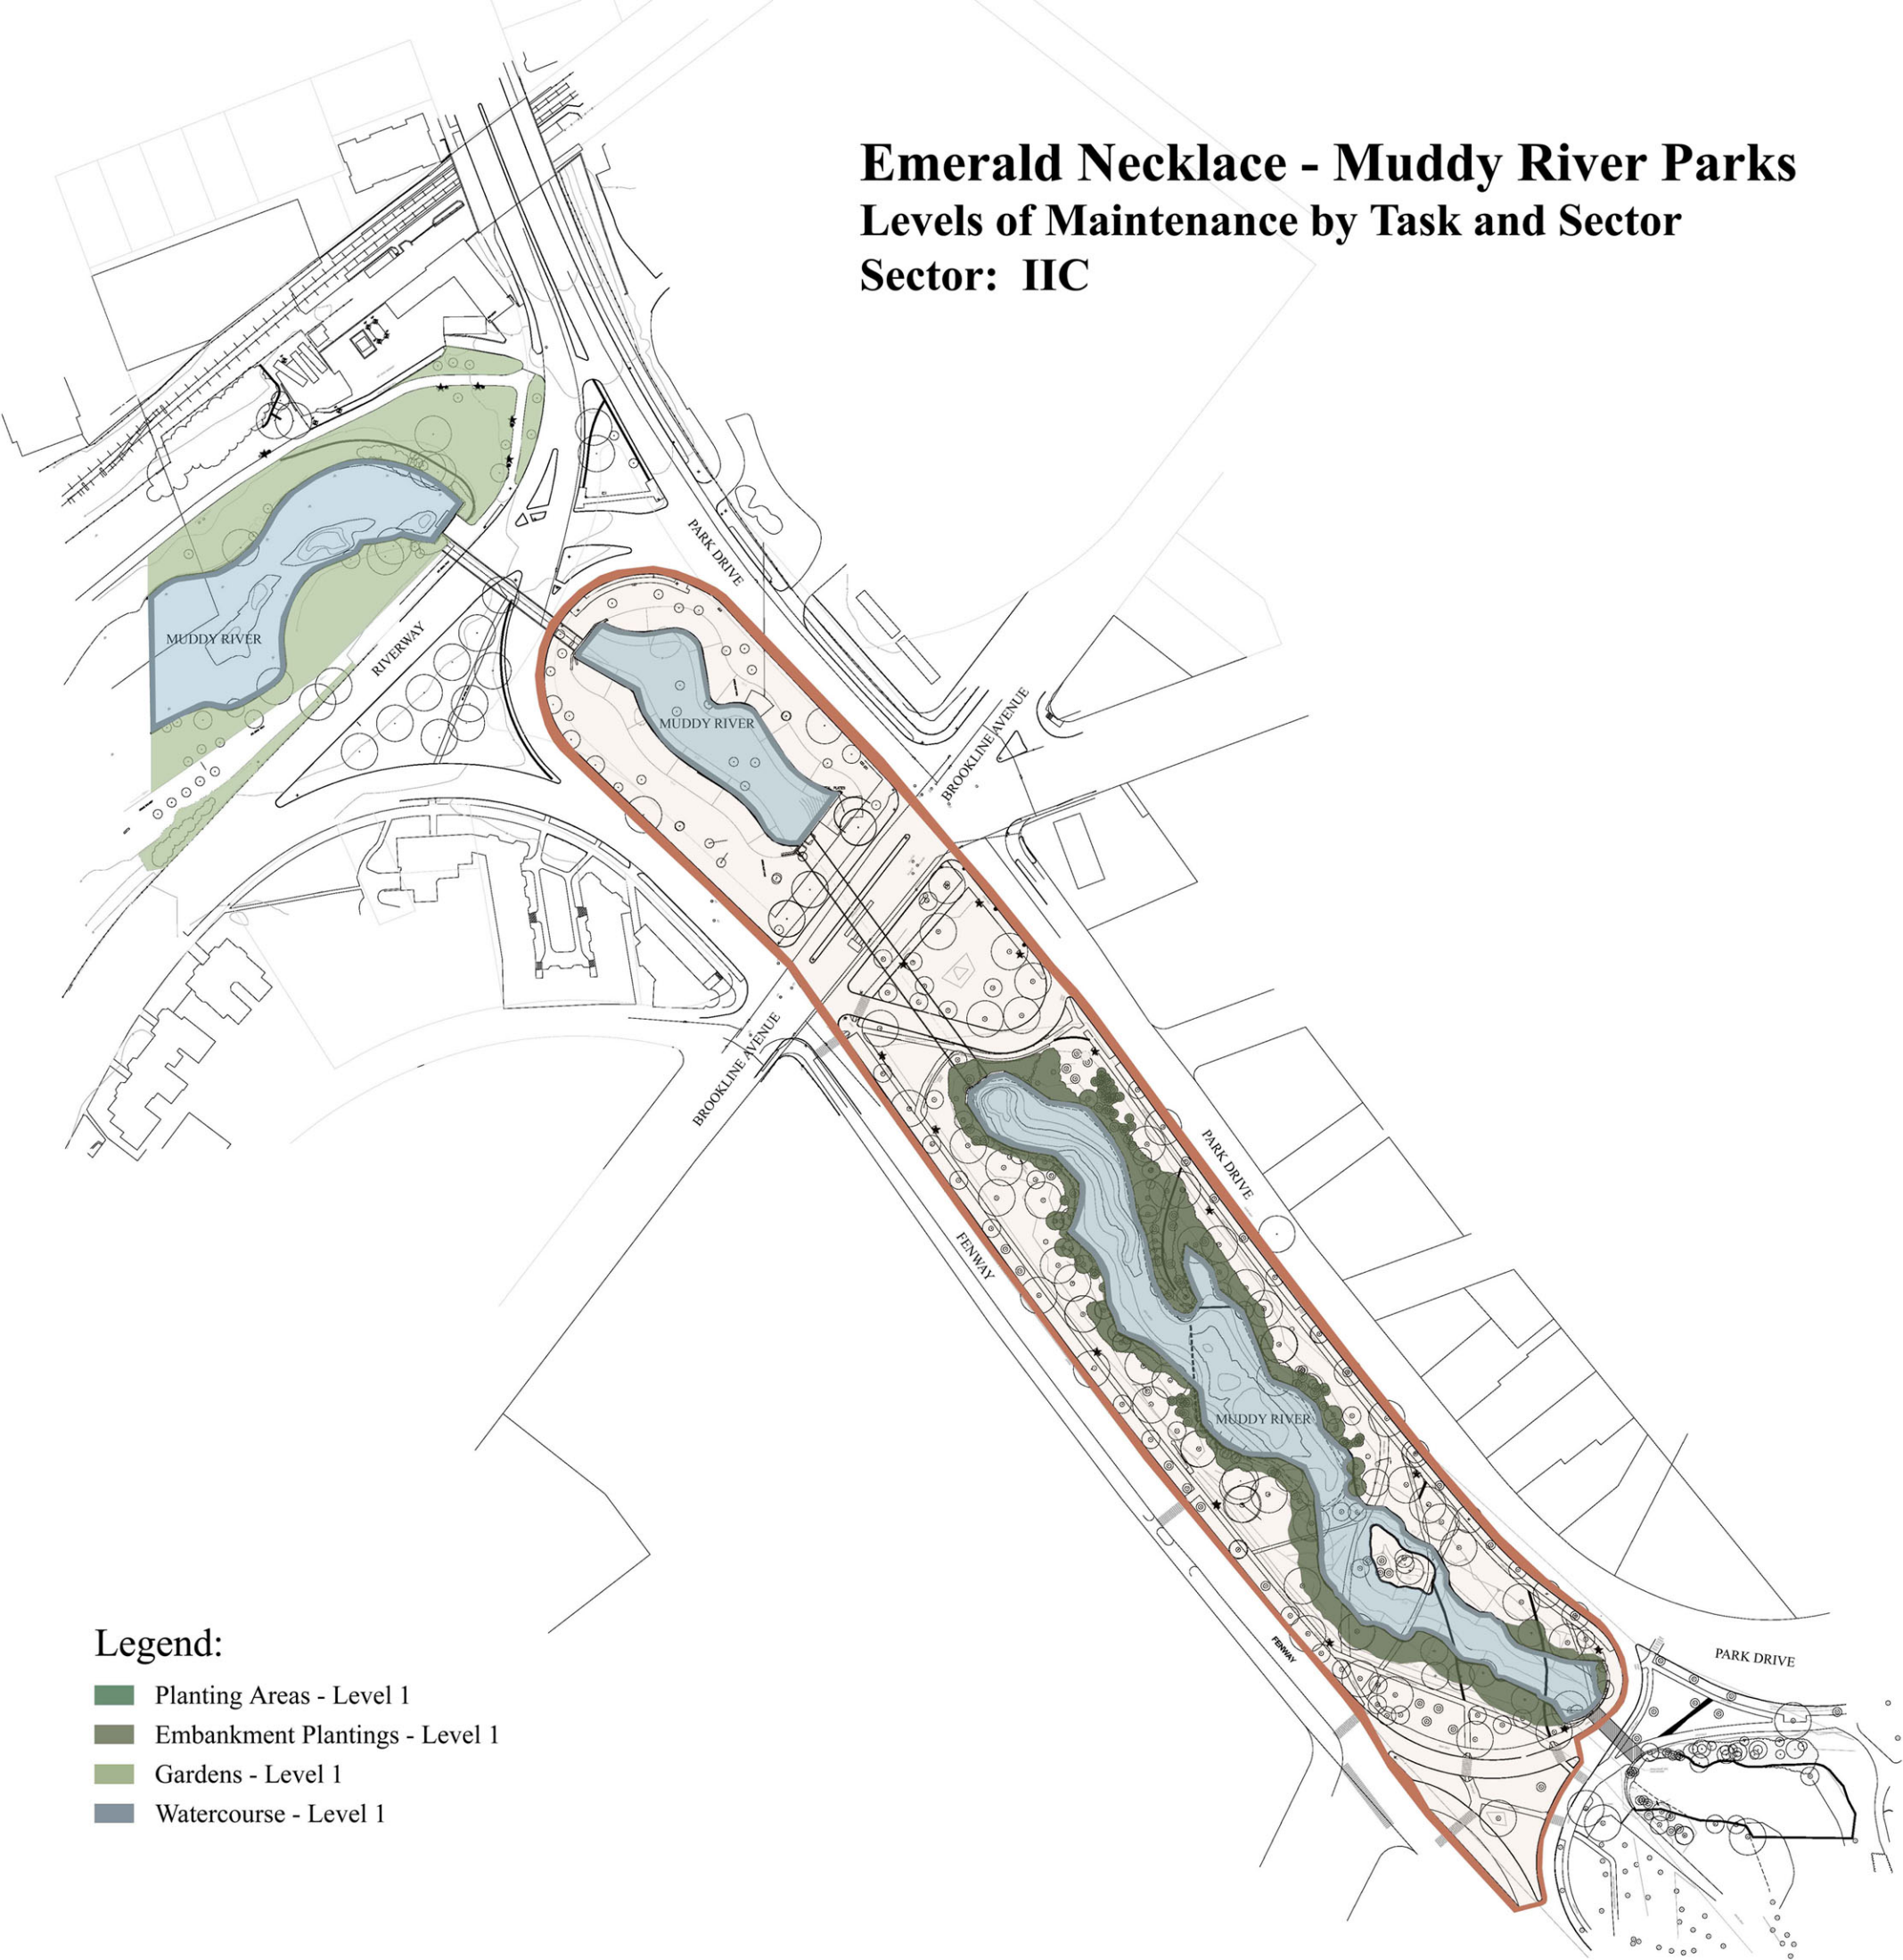 Emerald Necklace - Muddy River Parks
Levels of Maintenance by Task and Sector
Sector: IIC
PARK DRIVE
MUDDY RIVER
RIVERWAY
MUDDY RIVER
BROOKLINE AVENUE
BROOKLINE AVENUE
PARK DRIVE
FENWAY
MUDDY RIVER
FENWAY
PARK DRIVE
Legend:
Planting Areas - Level 1
Embankment Plantings - Level 1
Gardens - Level 1
Watercourse - Level 1